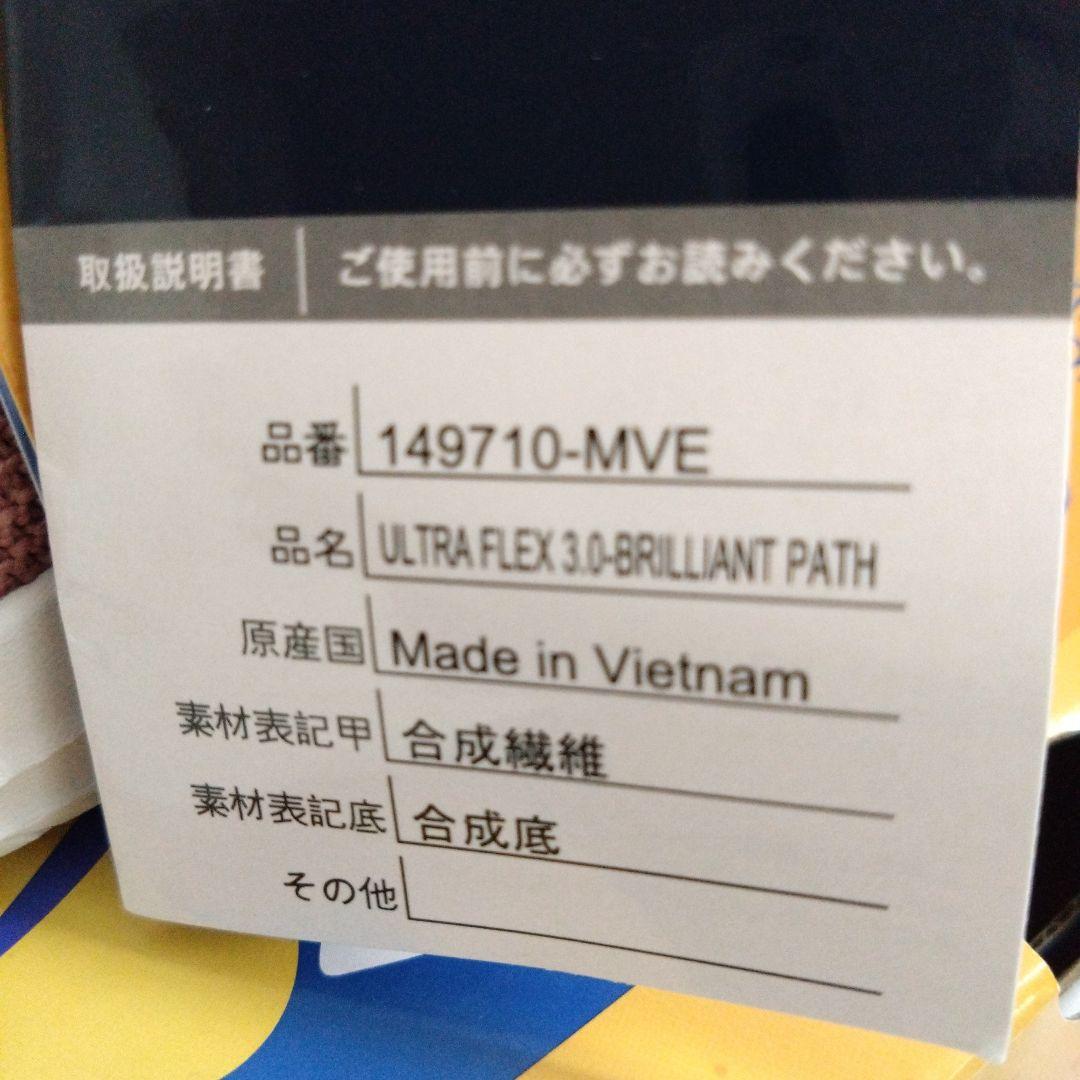 取扱説明書 ご使用前に必ずお読みください。
品番 149710-MVE
品名 ULTRA FLEX 3.0-BRILLIANT PATH
原産国 Made in Vietnam
素材表記甲 合成繊維
素材表記底 合成底
その他